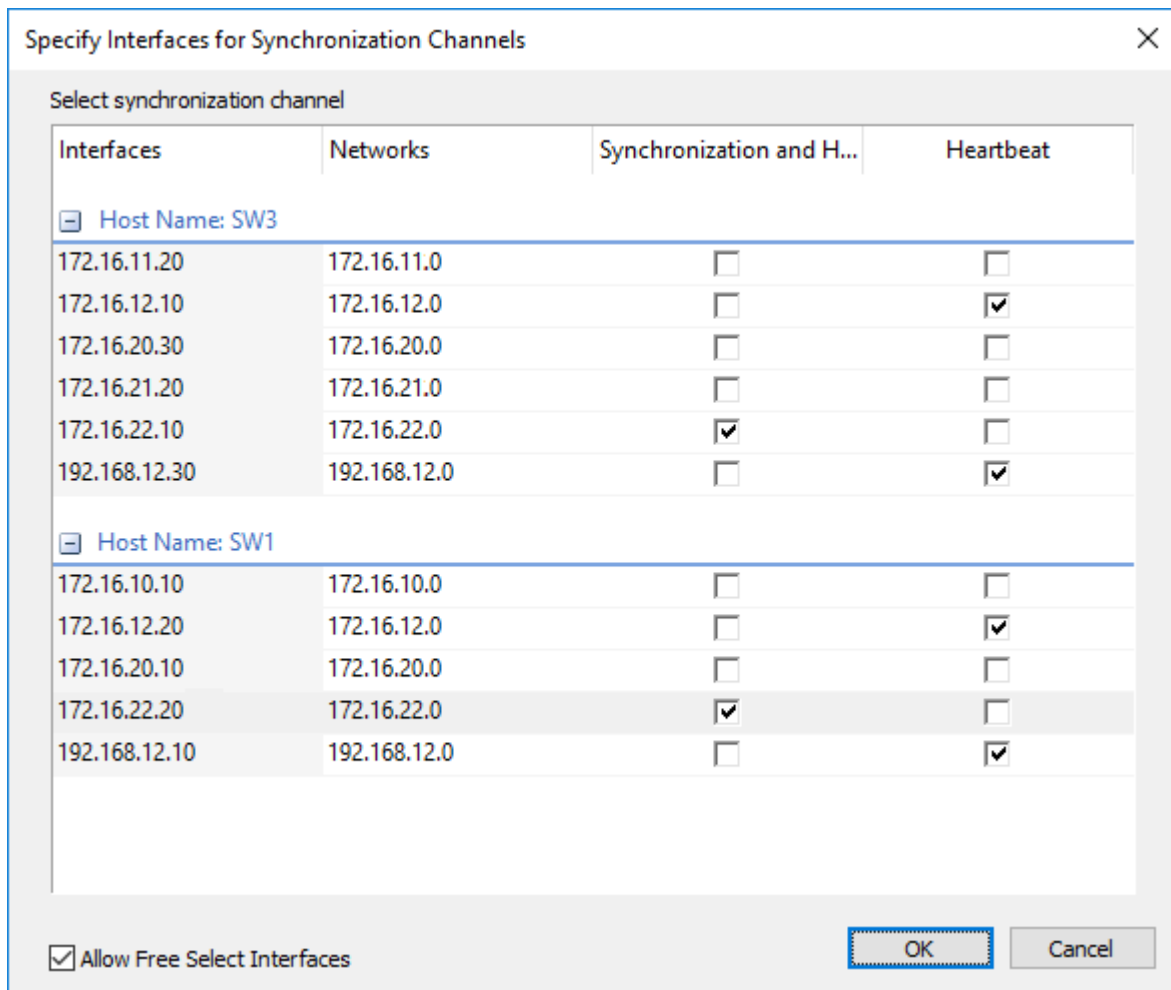 Specify Interfaces for Synchronization Channels
Select synchronization channel
Interfaces Networks Synchronization and H... Heartbeat
Host Name: SW3
172.16.11.20 172.16.11.0
172.16.12.10 172.16.12.0
172.16.20.30 172.16.20.0
172.16.21.20 172.16.21.0
172.16.22.10 172.16.22.0
192.168.12.30 192.168.12.0
Host Name: SW1
172.16.10.10 172.16.10.0
172.16.12.20 172.16.12.0
172.16.20.10 172.16.20.0
172.16.22.20 172.16.22.0
192.168.12.10 192.168.12.0
Allow Free Select Interfaces OK Cancel